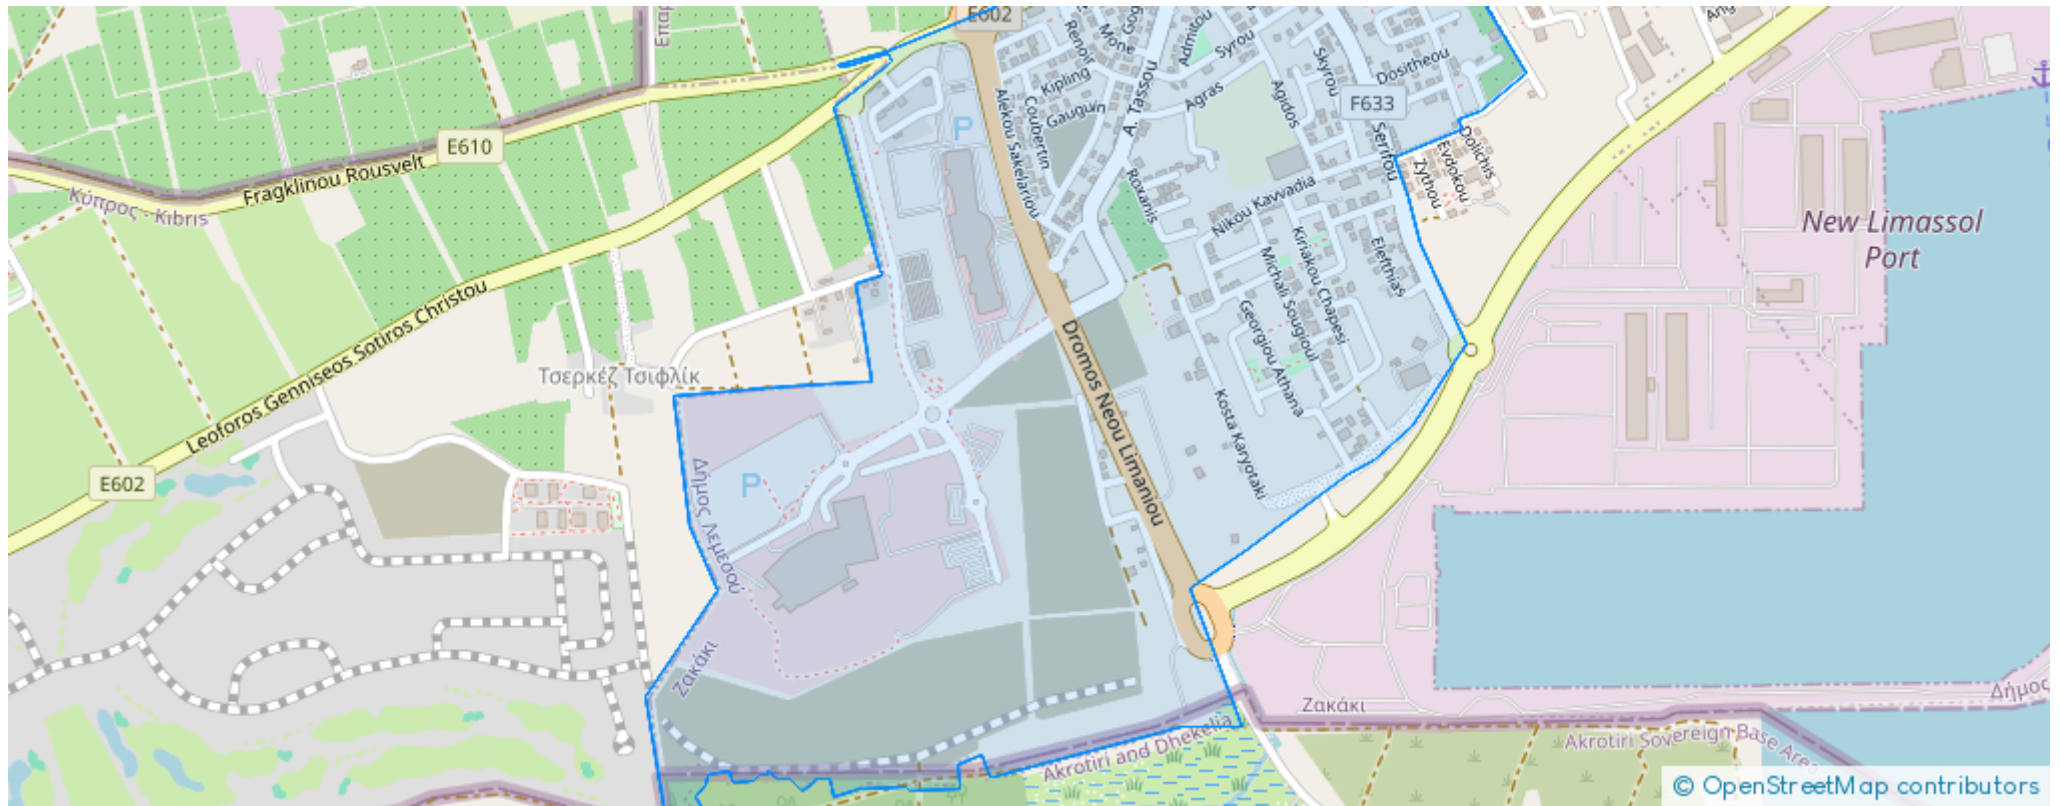 E602
Renoir
Mone
Admitou
Syrou
Skyrou
Dositheou
Kipling
Coubertin
Gaugin
A. Tassou
Agras
Agidos
F633
Serifou
Alekou Sakelariou
P
E610
Fragklinou Rousvelt
Κύπρος - Kıbrıs
Dolichis
Evdokou
Zythou
Roxanis
Nikou Kavvadia
New Limassol
Port
Kiriakou Chapesi
Elefthias
Michali Sougioul
Georgiou Athana
Leoforos Genniseos Sotiros Christou
Τσερκέζ Τσιφλίκ
Dromos Neou Limaniou
Kosta Karyotaki
E602
P
Δήμος Λεμεσού
Ζακάκι
Ζακάκι
Δήμος
Akrotiri and Dhekelia
Akrotiri Sovereign Base Area
© OpenStreetMap contributors